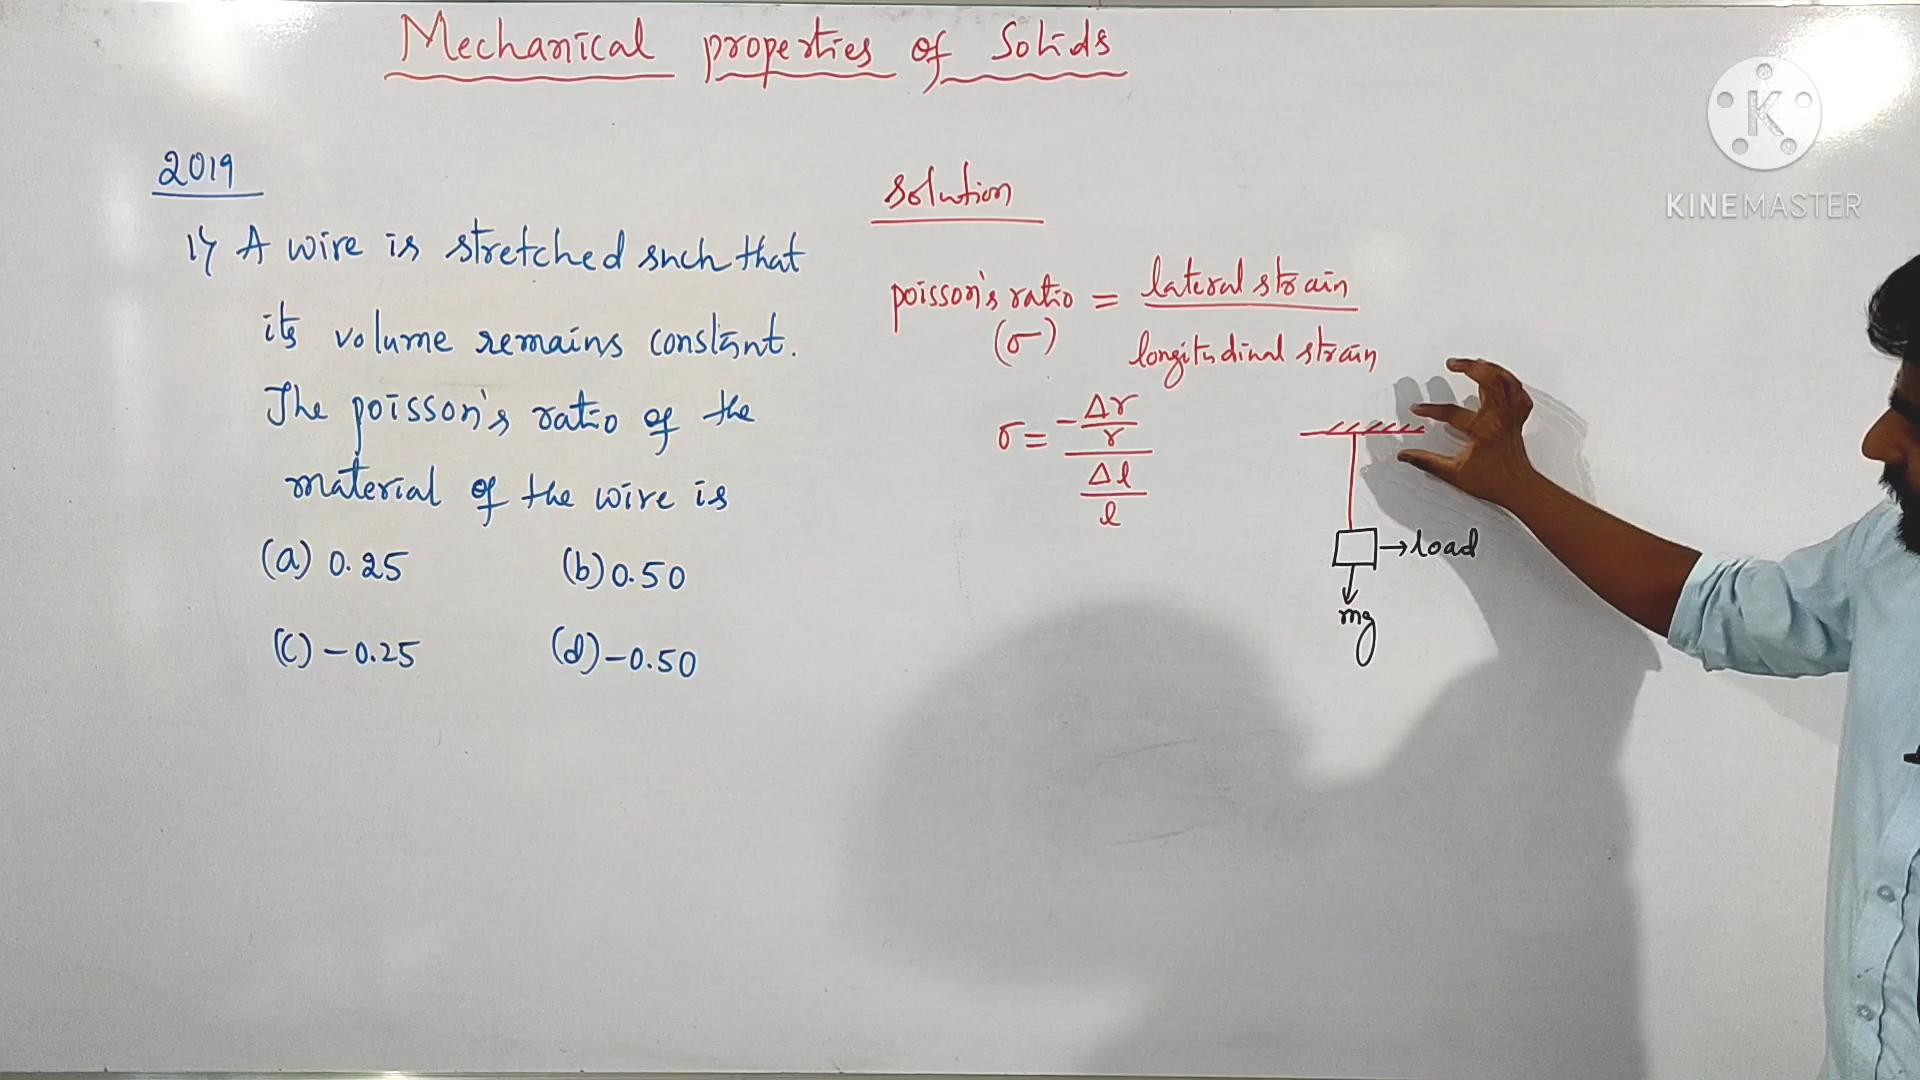 Mechanical properties of Solids
K
KINEMASTER
2019
1) A wire is stretched such that
its volume remains constant.
The poisson's ratio of the
material of the wire is
(a) 0.25 (b) 0.50
(c) -0.25 (d) -0.50
Solution
poisson's ratio = lateral strain
(σ) longitudinal strain
σ = -Δr/r
Δl/l
→load
mg